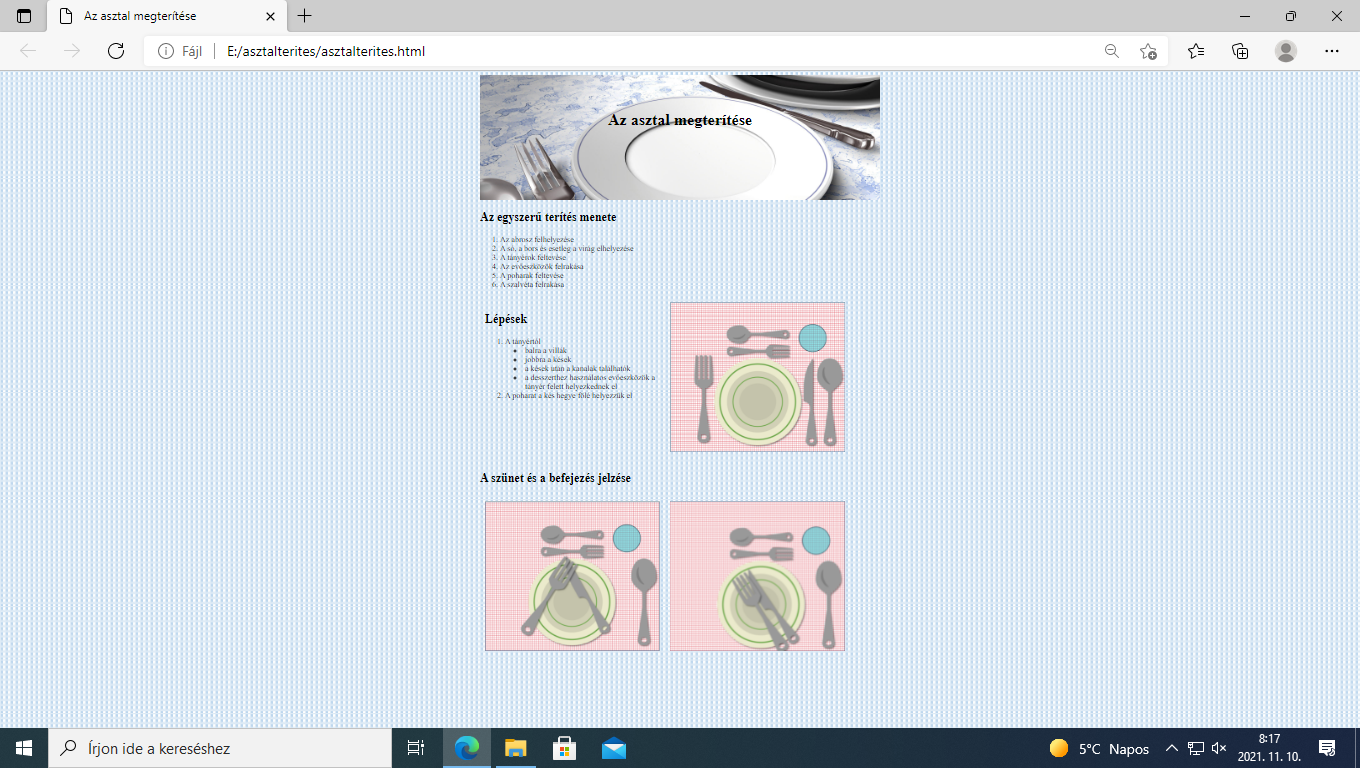 Az asztal megterítése
Fájl
E:/asztalterites/asztalterites.html
Az asztal megterítése
Az egyszerű terítés menete
1. Az abrosz felhelyezése
2. A só, a bors és esetleg a virág elhelyezése
3. A tányérok feltevése
4. Az evőeszközök felrakása
5. A poharak feltevése
6. A szalvéta felrakása
Lépések
1. A tányértól
• balra a villák
• jobbra a kések
• a kések után a kanalak találhatók
• a desszerthez használatos evőeszközök a
tányér felett helyezkednek el
2. A poharat a kés hegye fölé helyezzük el
A szünet és a befejezés jelzése
Írjon ide a kereséshez
5°C Napos
8:17
2021. 11. 10.